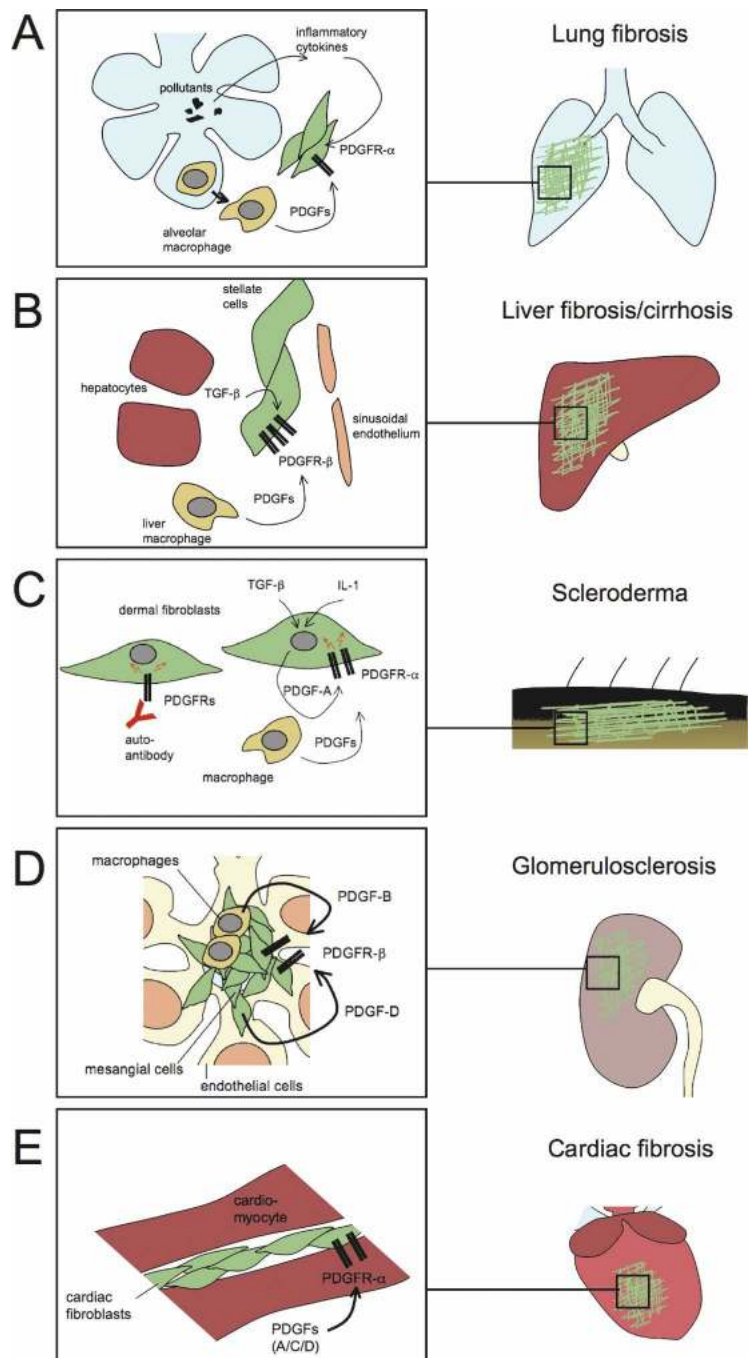 A
inflammatory
cytokines
pollutants
PDGFR-α
PDGFs
alveolar
macrophage
Lung fibrosis
B
stellate
cells
hepatocytes
TGF-β
sinusoidal
endothelium
PDGFR-β
PDGFs
liver
macrophage
Liver fibrosis/cirrhosis
C
TGF-β
IL-1
dermal fibroblasts
PDGFR-α
PDGF-A
PDGFRs
auto-
antibody
PDGFs
macrophage
Scleroderma
D
macrophages
PDGF-B
PDGFR-β
PDGF-D
mesangial cells
endothelial cells
Glomerulosclerosis
E
cardio-
myocyte
PDGFR-α
cardiac
fibroblasts
PDGFs
(A/C/D)
Cardiac fibrosis